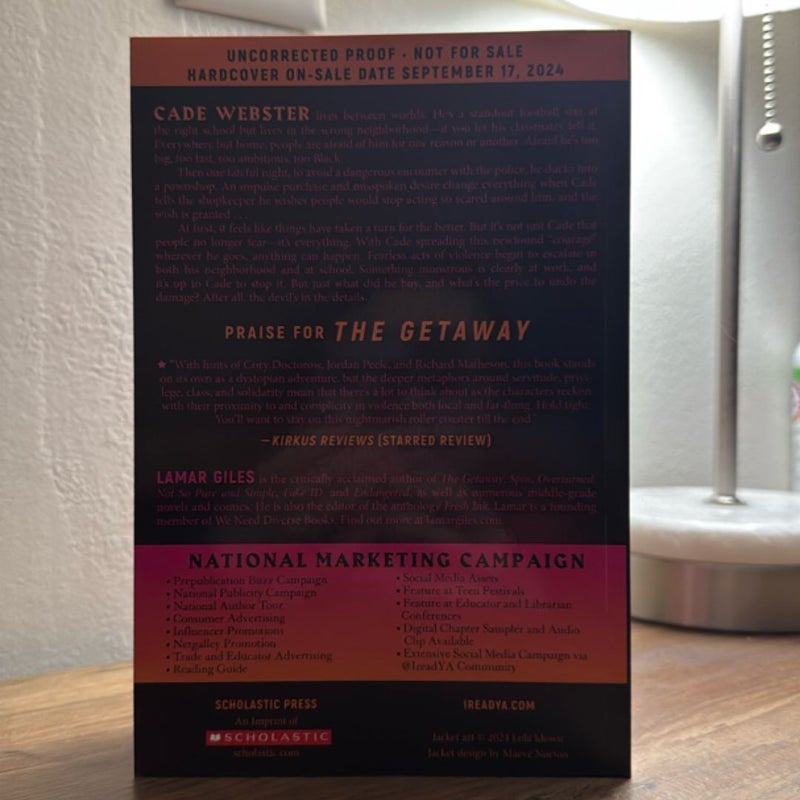 UNCORRECTED PROOF · NOT FOR SALE
HARDCOVER ON-SALE DATE SEPTEMBER 17, 2024
CADE WEBSTER lives between worlds. He's a standout football star at
the right school but lives in the wrong neighborhood—if you let his classmates tell it.
Everywhere but home, people are afraid of him for one reason or another. Afraid he's too
big, too fast, too ambitious, too Black.
Then one fateful night, to avoid a dangerous encounter with the police, he ducks into
a pawnshop. An impulse purchase and misspoken desire change everything when Cade
tells the shopkeeper he wishes people would stop acting so scared around him, and the
wish is granted . . .
At first, it feels like things have taken a turn for the better. But it's not just Cade that
people no longer fear—it's everything. With Cade spreading this newfound "courage"
wherever he goes, anything can happen. Fearless acts of violence begin to escalate in
both his neighborhood and at school. Something monstrous is clearly at work, and
it's up to Cade to stop it. But just what did he buy, and what's the price to undo the
damage? After all, the devil's in the details.
PRAISE FOR THE GETAWAY
★ "With hints of Cory Doctorow, Jordan Peele, and Richard Matheson, this book stands
on its own as a dystopian adventure, but the deeper metaphors around servitude, privi-
lege, class, and solidarity mean that there's a lot to think about as the characters reckon
with their proximity to and complicity in violence both local and far-flung. Hold tight:
You'll want to stay on this nightmarish roller coaster till the end."
—KIRKUS REVIEWS (STARRED REVIEW)
LAMAR GILES is the critically acclaimed author of The Getaway, Spin, Overturned,
Not So Pure and Simple, Fake ID, and Endangered, as well as numerous middle-grade
novels and comics. He is also the editor of the anthology Fresh Ink. Lamar is a founding
member of We Need Diverse Books. Find out more at lamargiles.com.
NATIONAL MARKETING CAMPAIGN
• Prepublication Buzz Campaign
• National Publicity Campaign
• National Author Tour
• Consumer Advertising
• Influencer Promotions
• Netgalley Promotion
• Trade and Educator Advertising
• Reading Guide
• Social Media Assets
• Feature at Teen Festivals
• Feature at Educator and Librarian
Conferences
• Digital Chapter Sampler and Audio
Clip Available
• Extensive Social Media Campaign via
@IreadYA Community
SCHOLASTIC PRESS
An Imprint of
SCHOLASTIC
scholastic.com
IREADYA.COM
Jacket art © 2024 Leila
Jacket design by Maeve Norton